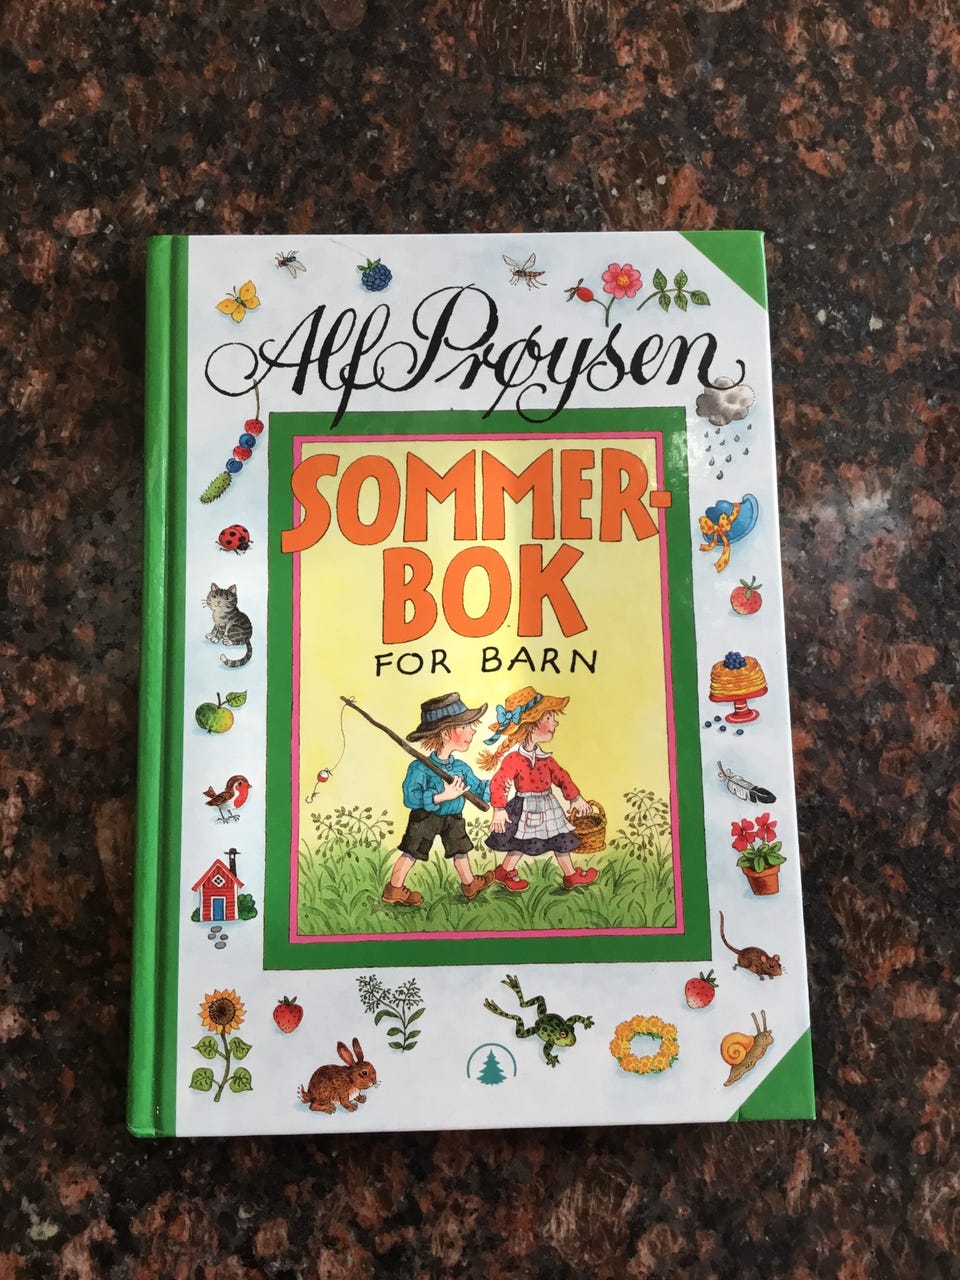 Alf Prøysen
SOMMER-
BOK
FOR BARN